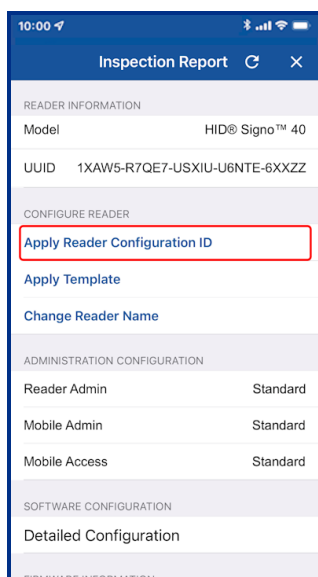 10:00
Inspection Report
READER INFORMATION
Model HID® Signo™ 40
UUID 1XAW5-R7QE7-USXIU-U6NTE-6XXZZ
CONFIGURE READER
Apply Reader Configuration ID
Apply Template
Change Reader Name
ADMINISTRATION CONFIGURATION
Reader Admin Standard
Mobile Admin Standard
Mobile Access Standard
SOFTWARE CONFIGURATION
Detailed Configuration
FIRMWARE INFORMATION